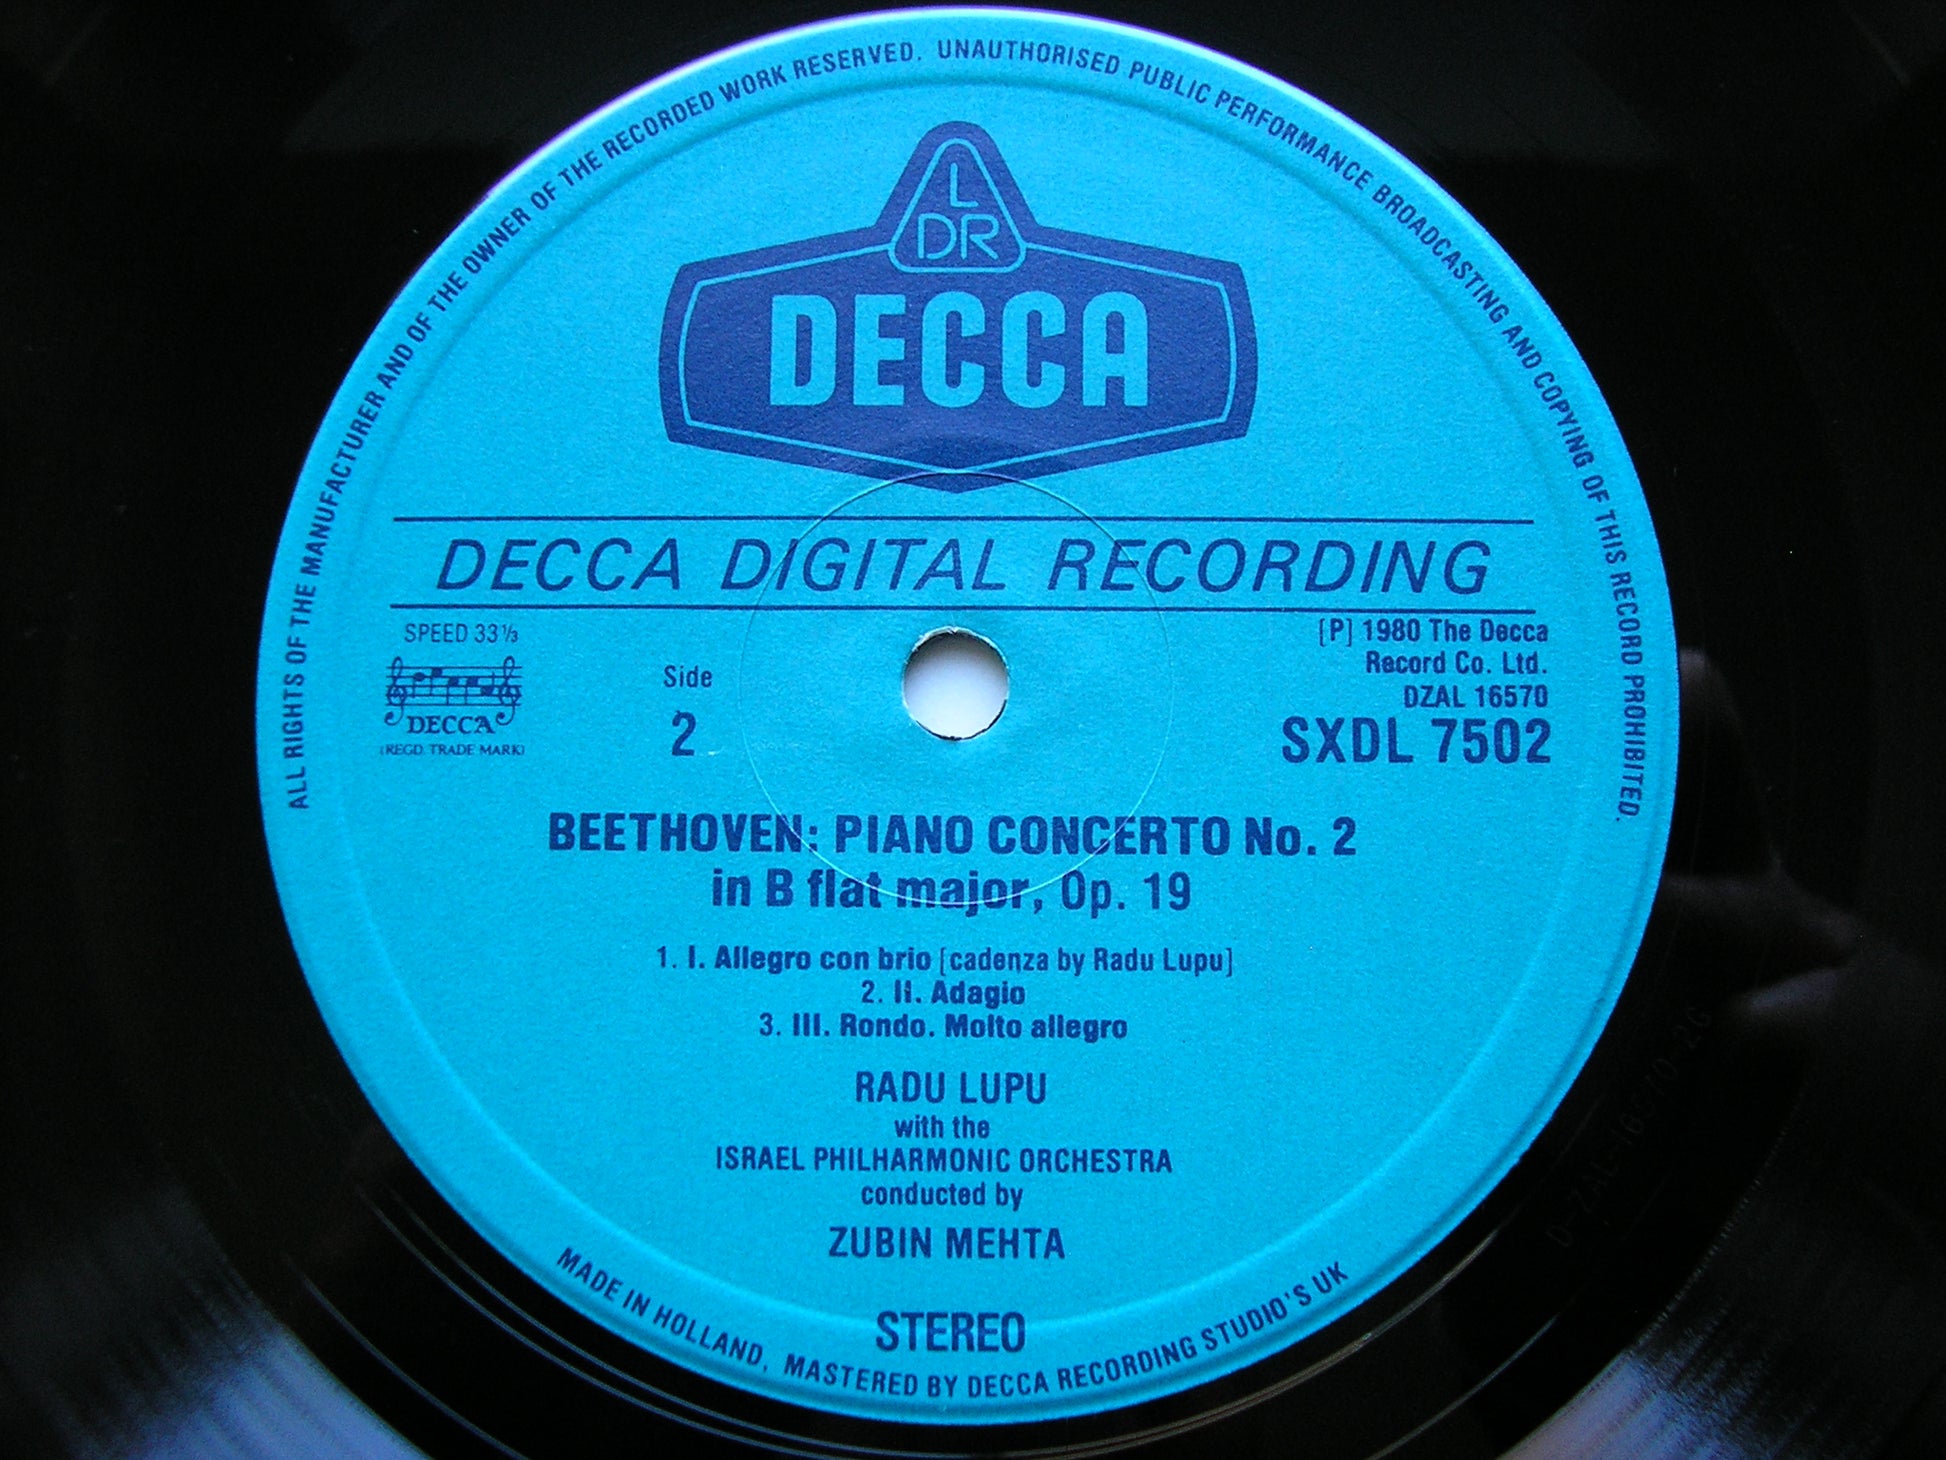 ALL RIGHTS OF THE MANUFACTURER AND OF THE OWNER OF THE RECORDED WORK RESERVED. UNAUTHORISED PUBLIC PERFORMANCE BROADCASTING AND COPYING OF THIS RECORD PROHIBITED.
L
DR
DECCA
DECCA DIGITAL RECORDING
SPEED 33⅓
DECCA
(REGD. TRADE MARK)
Side
2
[P] 1980 The Decca
Record Co. Ltd.
DZAL 16570
SXDL 7502
BEETHOVEN: PIANO CONCERTO No. 2
in B flat major, Op. 19
1. I. Allegro con brio [cadenza by Radu Lupu]
2. II. Adagio
3. III. Rondo. Molto allegro
RADU LUPU
with the
ISRAEL PHILHARMONIC ORCHESTRA
conducted by
ZUBIN MEHTA
STEREO
MADE IN HOLLAND. MASTERED BY DECCA RECORDING STUDIO'S UK